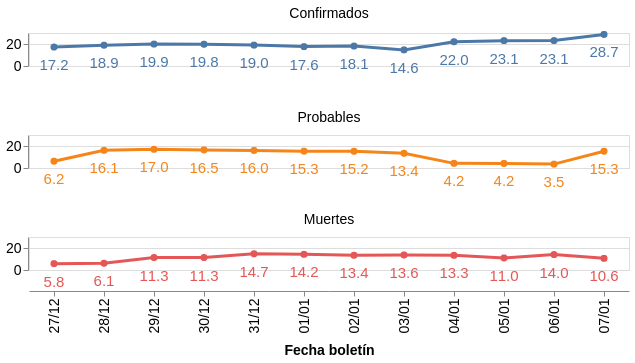 Confirmados
20
0
17.2 18.9 19.9 19.8 19.0 17.6 18.1 14.6 22.0 23.1 23.1 28.7
Probables
20
0
6.2 16.1 17.0 16.5 16.0 15.3 15.2 13.4 4.2 4.2 3.5 15.3
Muertes
20
0
5.8 6.1 11.3 11.3 14.7 14.2 13.4 13.6 13.3 11.0 14.0 10.6
27/12 28/12 29/12 30/12 31/12 01/01 02/01 03/01 04/01 05/01 06/01 07/01
Fecha boletín